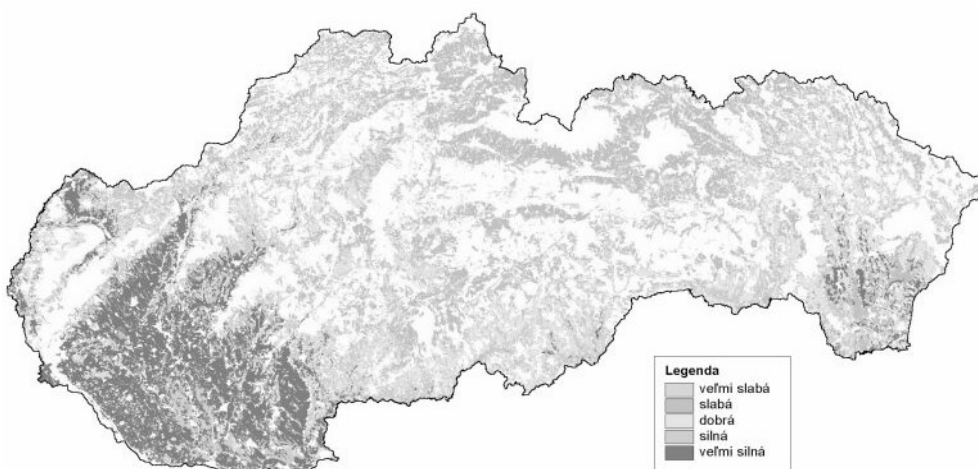 Legenda
veľmi slabá
slabá
dobrá
silná
veľmi silná